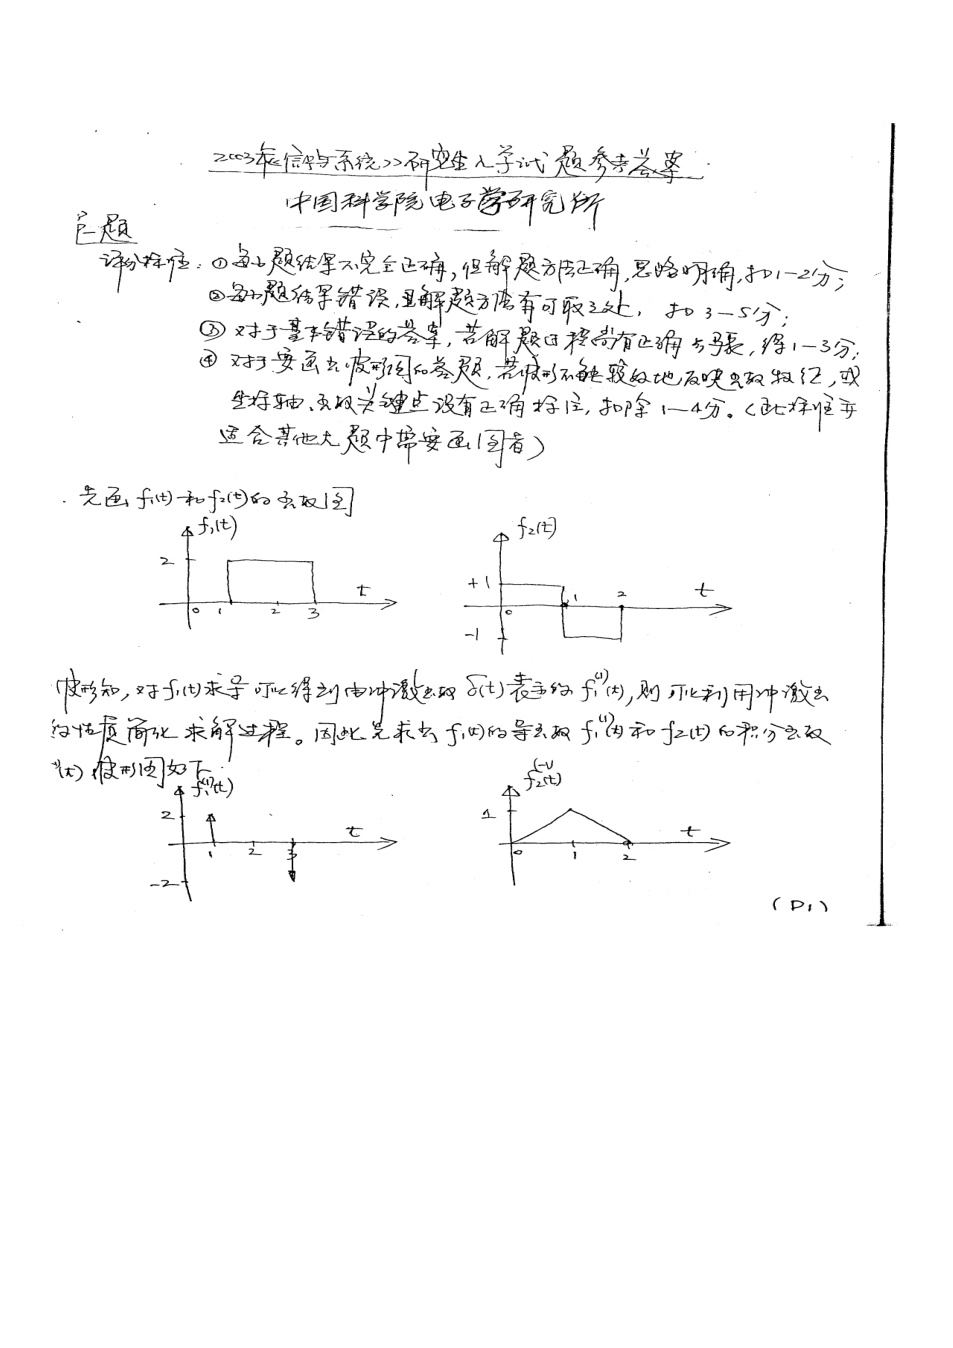 2003年《信号与系统》研究生入学试题参考答案
中国科学院电子学研究所
一题
评分标准：①每小题结果不完全正确，但解题方法正确，思路明确，扣1-2分；
②每小题结果错误，且解题方法有可取之处，扣3-5分；
③对于基本错误的答案，若解题过程尚有正确步骤，得1-3分；
④对于要画出波形图的答题，若波形不能较好地反映函数特征，或
坐标轴、函数关键点没有正确标注，扣除1-4分。（此标准亦
适合其他大题中需要画图者）
. 先画f₁(t)和f₂(t)的函数图
f₁(t) f₂(t)
2 0 1 2 3 t
+1 -1 0 1 2 t
波形知，对f₁(t)求导可以得到由冲激函数δ(t)表示的f₁⁽¹⁾(t)，则可以利用冲激函
的性质简化求解过程。因此先求出f₁(t)的导函数f₁⁽¹⁾(t)和f₂(t)的积分函数
(t)，波形图如下：
f₁⁽¹⁾(t) f₂⁽⁻¹⁾(t)
2 -2 1 2 3 t
1 0 1 2 t
(P1)